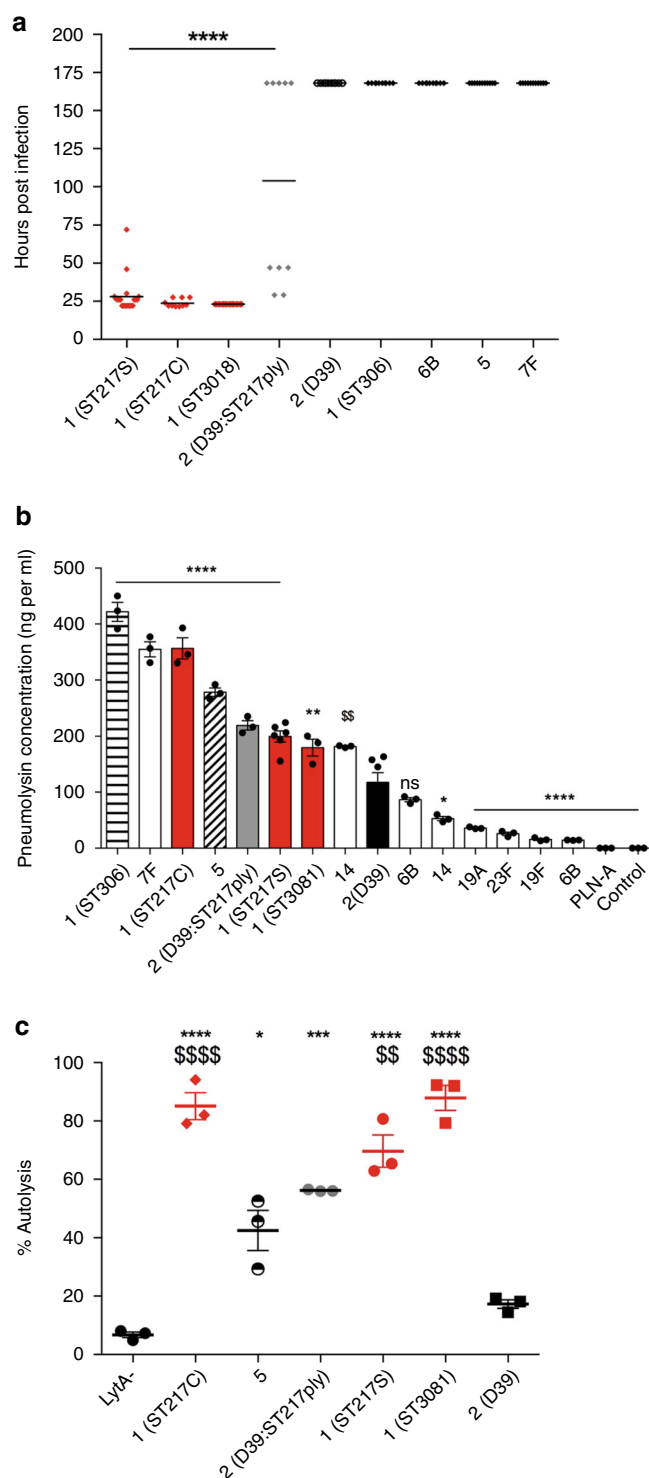 a
****
200
175
150
125
100
75
50
25
0
Hours post infection
1 (ST217S)
1 (ST217C)
1 (ST3018)
2 (D39:ST217ply)
2 (D39)
1 (ST306)
6B
5
7F
b
****
** $$ ns * ****
500
400
300
200
100
0
Pneumolysin concentration (ng per ml)
1 (ST306)
7F
1 (ST217C)
5
2 (D39:ST217ply)
1 (ST217S)
1 (ST3081)
14
2(D39)
6B
14
19A
23F
19F
6B
PLN-A
Control
c
**** * *** **** ****
$$$$ $$ $$$$
100
80
60
40
20
0
% Autolysis
LytA-
1 (ST217C)
5
2 (D39:ST217ply)
1 (ST217S)
1 (ST3081)
2 (D39)